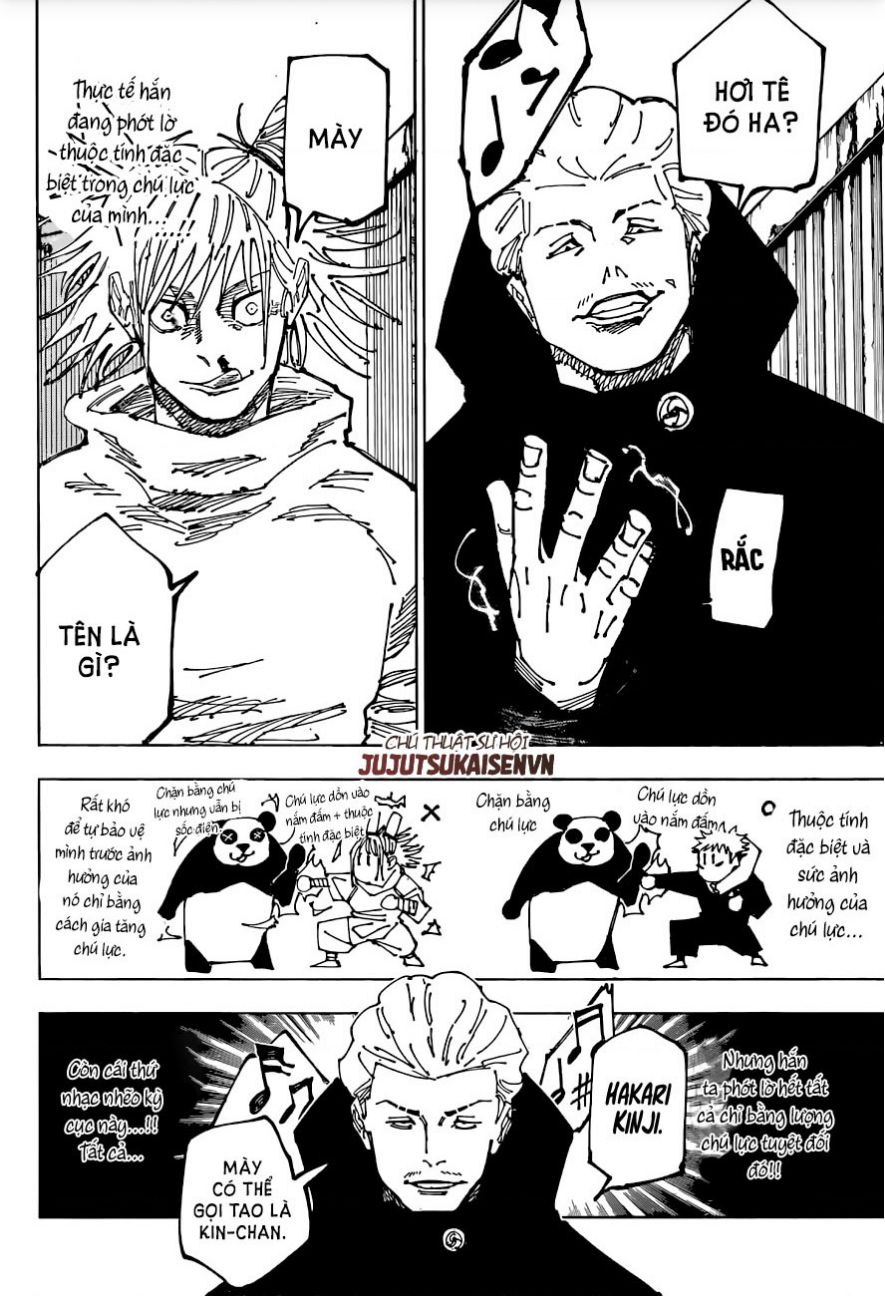 HƠI TÊ
ĐÓ HA?
RẮC
MÀY
Thực tế hắn
đang phớt lờ
thuộc tính đặc
biệt trong chú lực
của mình...
TÊN LÀ
GÌ?
CHÚ THUẬT SƯ HỘI
JUJUTSUKAISENVN
Thuộc tính
đặc biệt và
sức ảnh
hưởng của
chú lực...
Chú lực dồn
vào nắm đấm
Chặn bằng
chú lực
Chú lực dồn vào
nắm đấm + thuộc
tính đặc biệt
Chặn bằng chú
lực nhưng vẫn bị
sốc điện
Rất khó
để tự bảo vệ
mình trước ảnh
hưởng của
nó chỉ bằng
cách gia tăng
chú lực.
Nhưng hắn
ta phớt lờ hết tất
cả chỉ bằng lượng
chú lực tuyệt đối
đó!!
HAKARI
KINJI.
MÀY
CÓ THỂ
GỌI TAO LÀ
KIN-CHAN.
Còn cái thứ
nhạc nhẽo kỳ
cục này...!!
Tất cả...